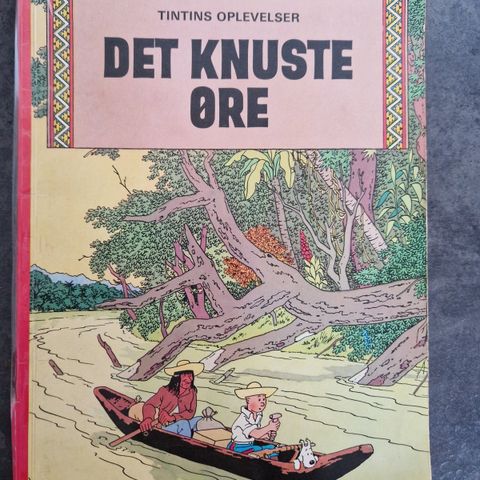 TINTINS OPLEVELSER
DET KNUSTE
ØRE